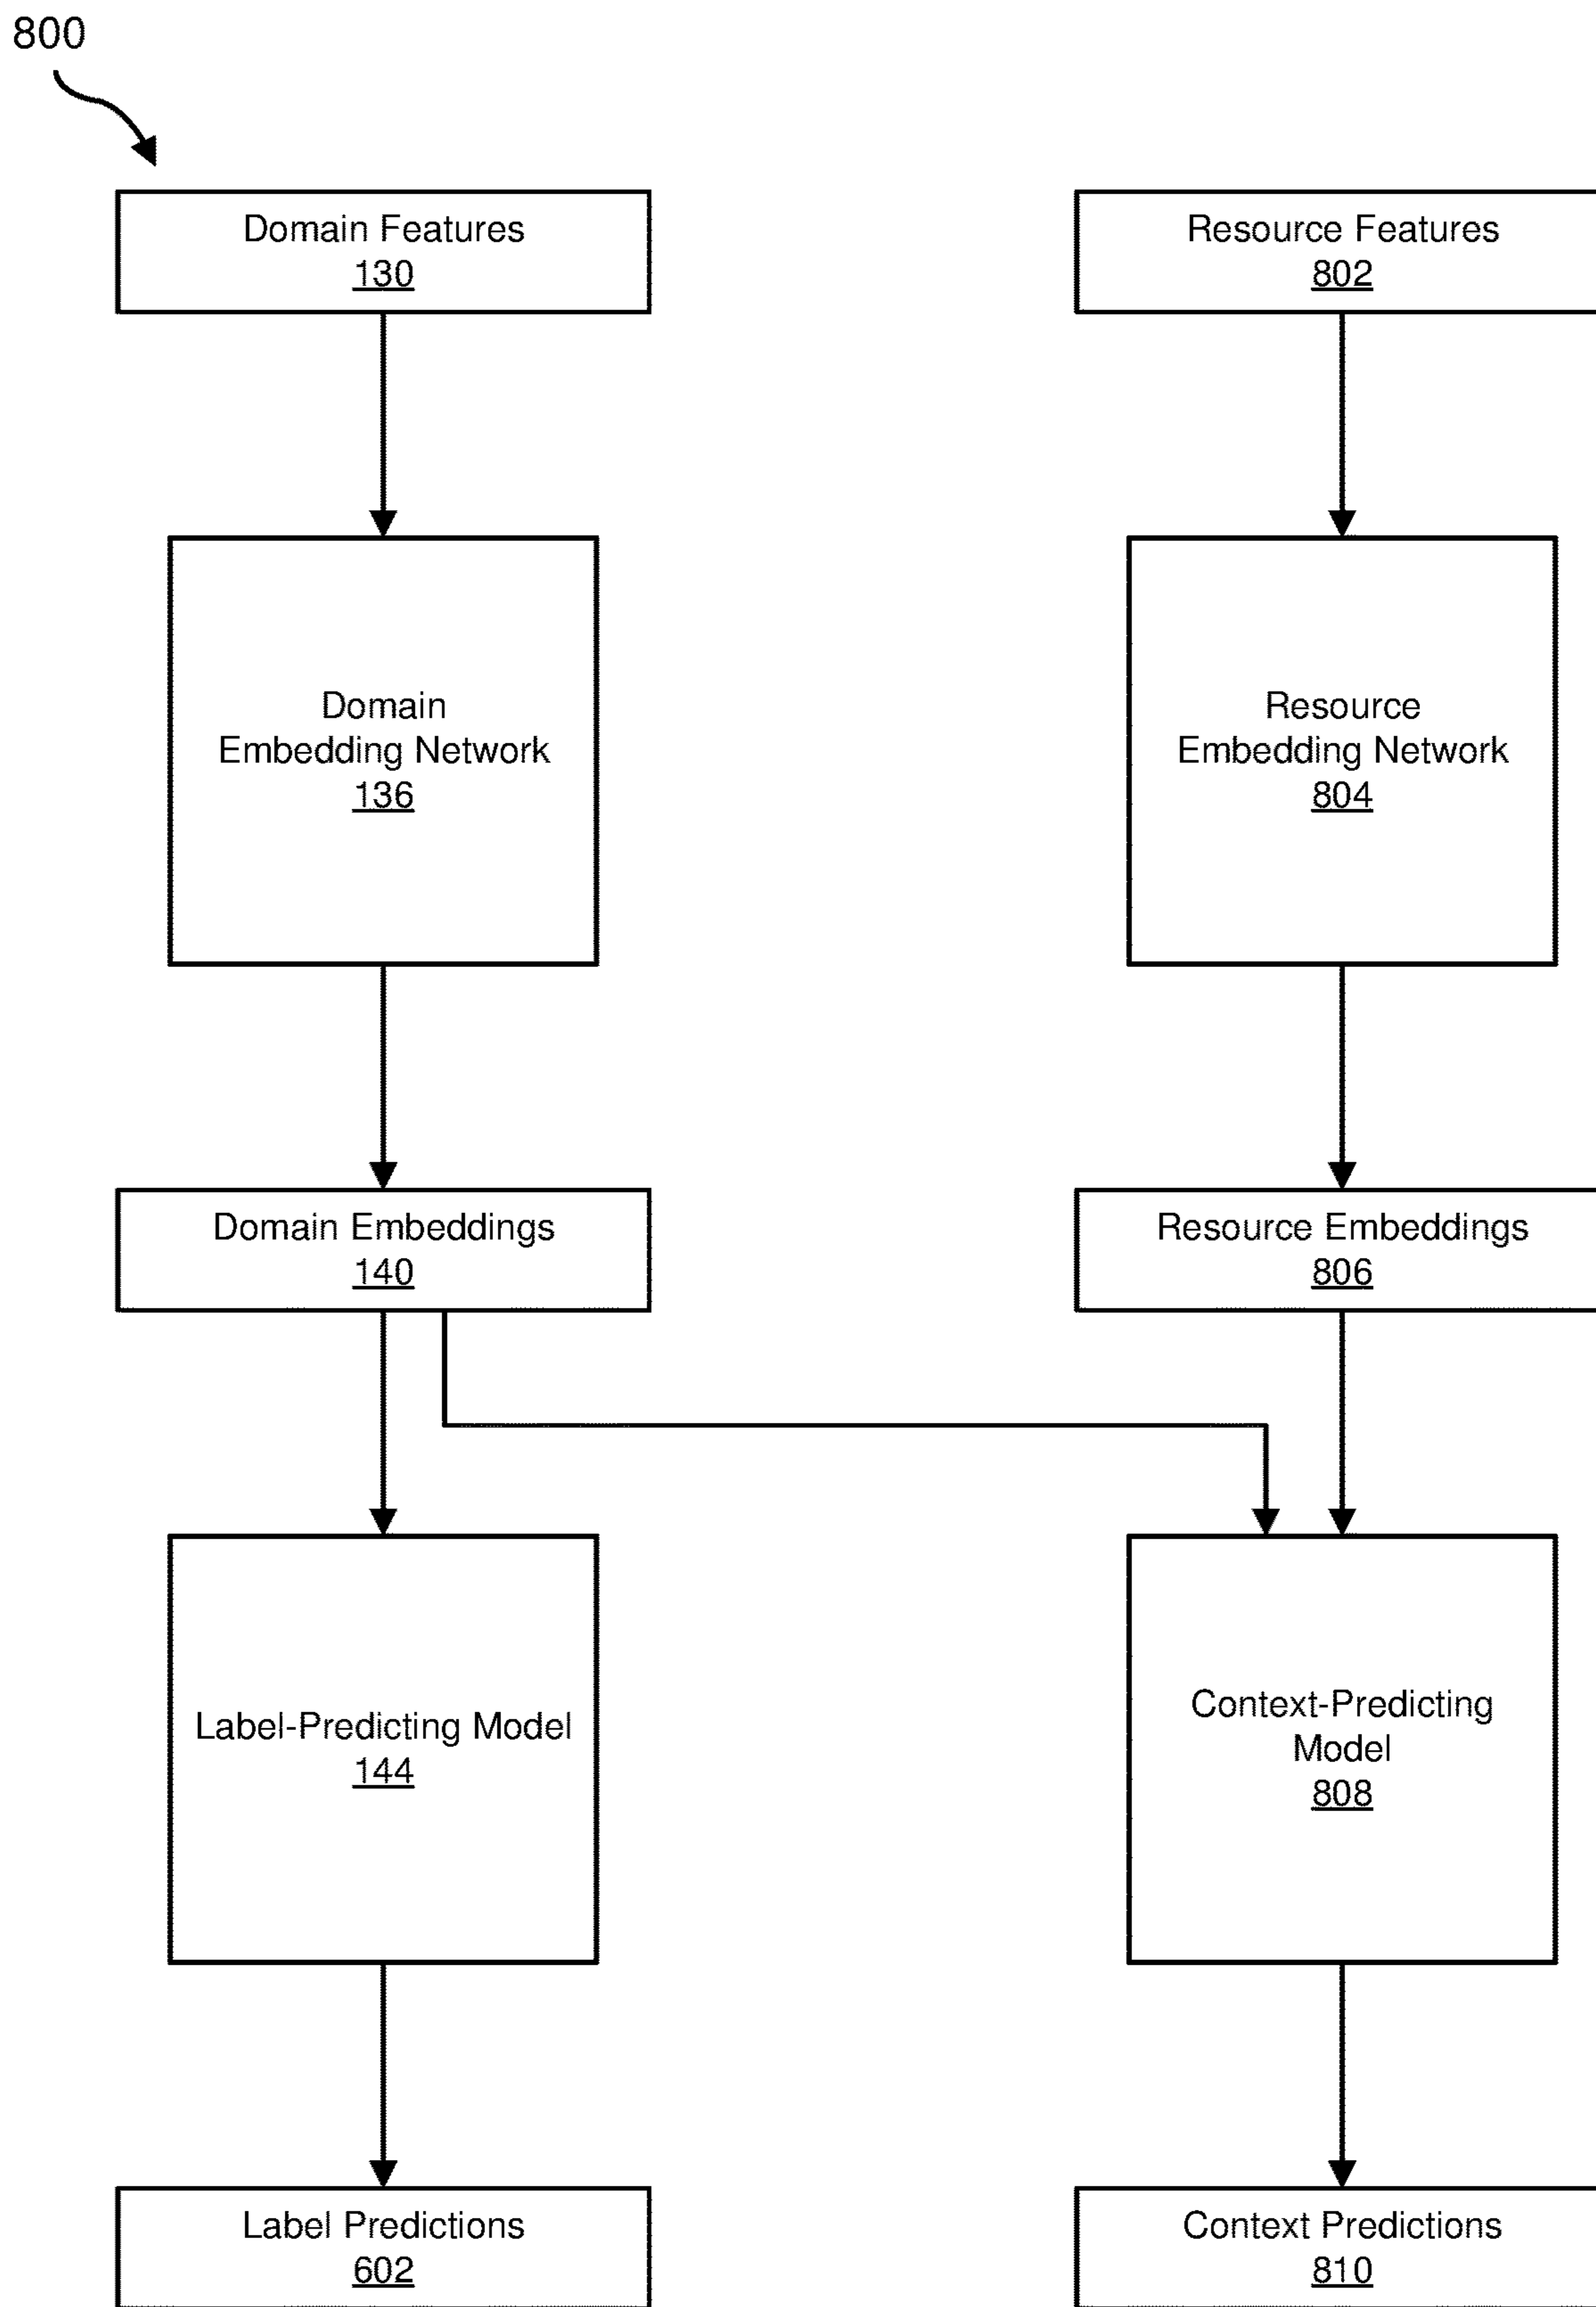 800
Domain Features
130
Resource Features
802
Domain
Embedding Network
136
Resource
Embedding Network
804
Domain Embeddings
140
Resource Embeddings
806
Label-Predicting Model
144
Context-Predicting
Model
808
Label Predictions
602
Context Predictions
810